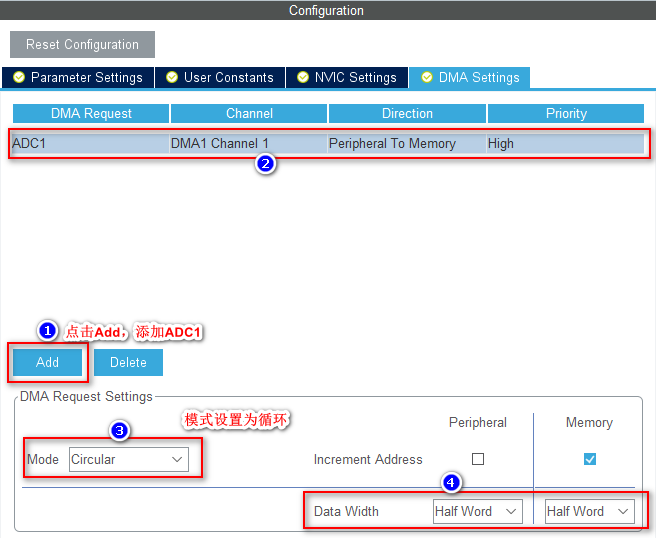 Configuration
Reset Configuration
Parameter Settings User Constants NVIC Settings DMA Settings
DMA Request Channel Direction Priority
ADC1 DMA1 Channel 1 Peripheral To Memory High
2
1 点击Add，添加ADC1
Add Delete
DMA Request Settings
模式设置为循环
3
Peripheral Memory
Mode Circular Increment Address
4
Data Width Half Word Half Word